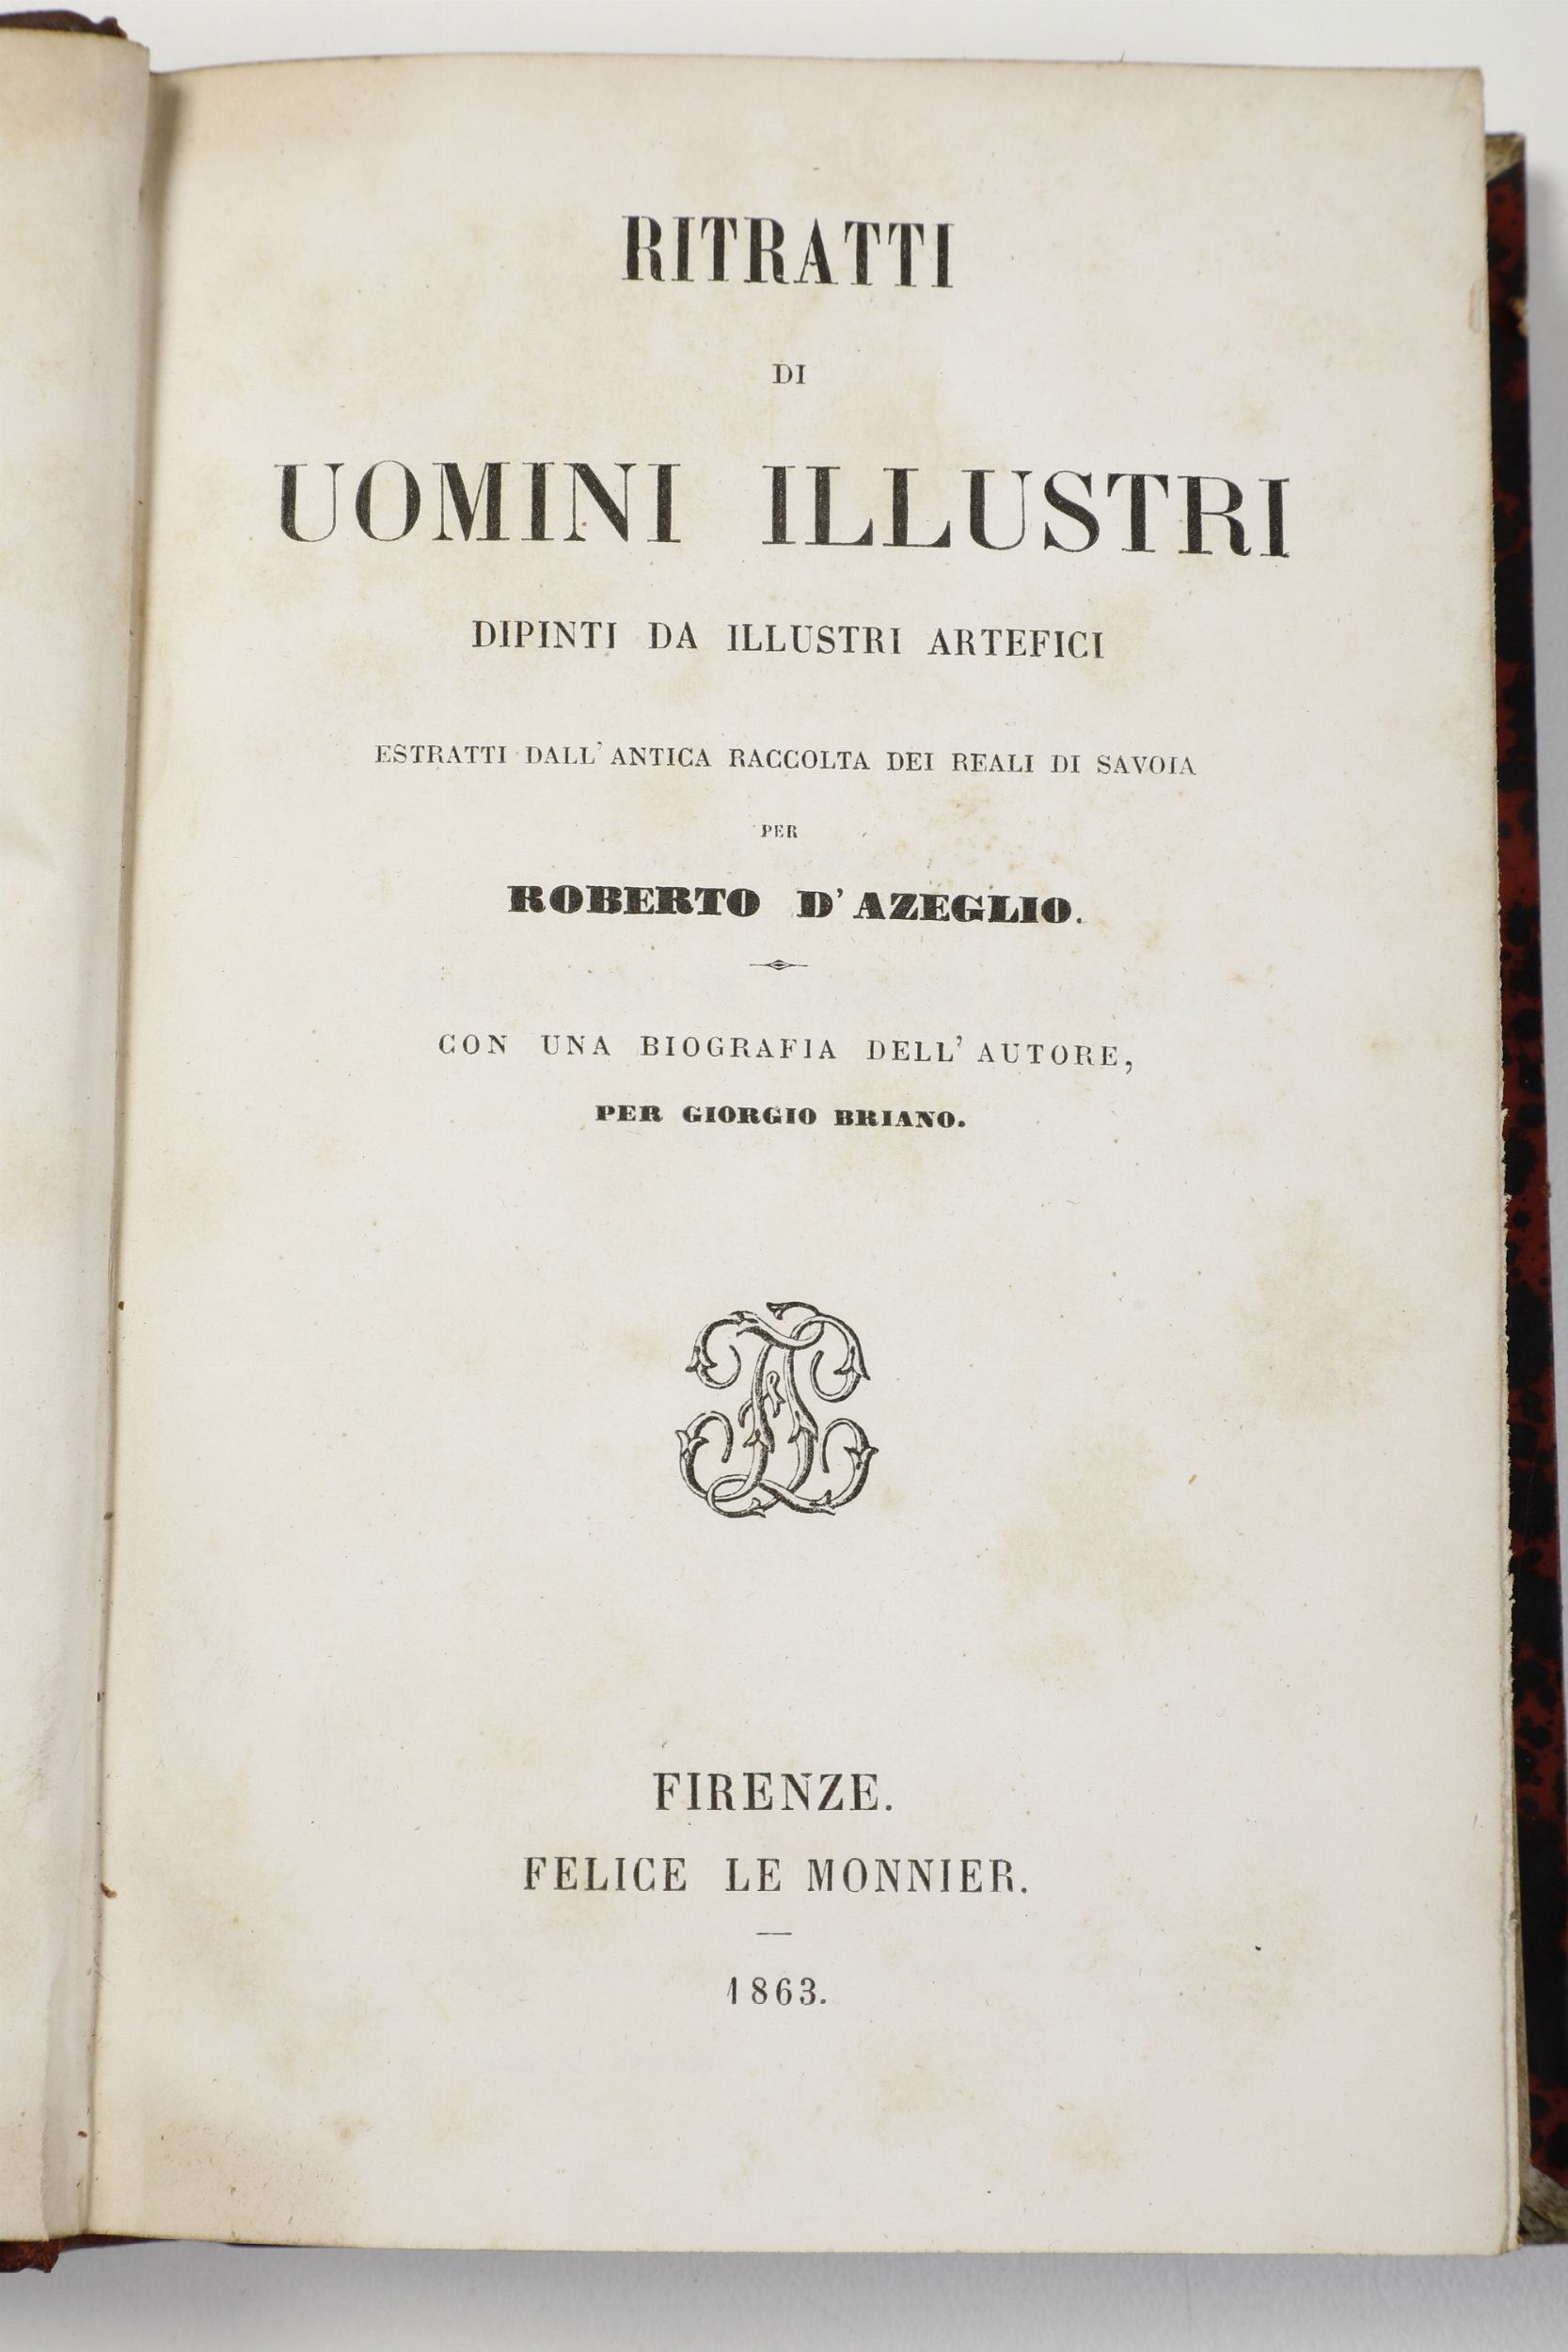 RITRATTI
DI
UOMINI ILLUSTRI
DIPINTI DA ILLUSTRI ARTEFICI
ESTRATTI DALL' ANTICA RACCOLTA DEI REALI DI SAVOIA
PER
ROBERTO D' AZEGLIO.
CON UNA BIOGRAFIA DELL' AUTORE,
PER GIORGIO BRIANO.
FIRENZE.
FELICE LE MONNIER.
1863.